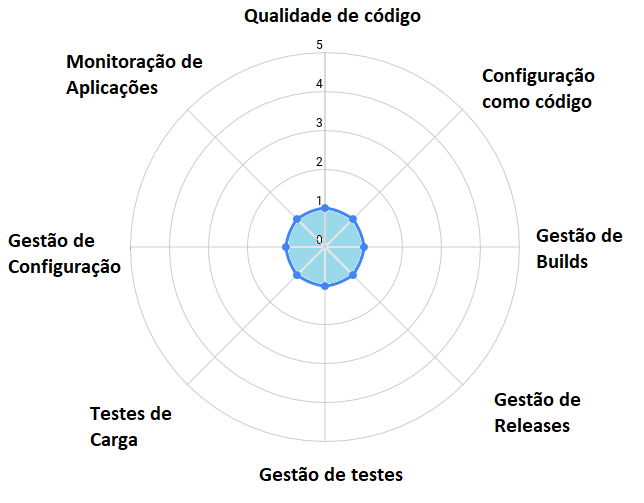 Qualidade de código
5
4
3
2
1
0
Configuração
como código
Gestão de
Builds
Gestão de
Releases
Gestão de testes
Testes de
Carga
Gestão de
Configuração
Monitoração de
Aplicações